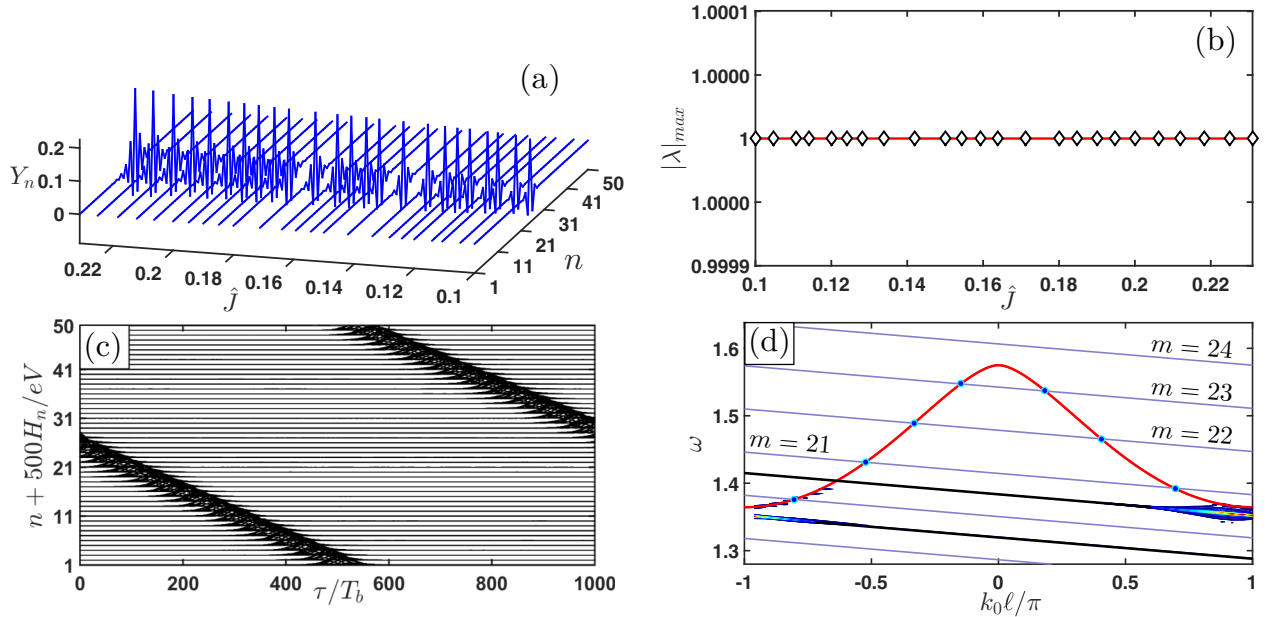 (a)
0.2
Y_n 0.1
0
50
41
31
21
11
1
n
0.22 0.2 0.18 0.16 0.14 0.12 0.1
Ĵ
(b)
1.0001
1.0000
1
1.0000
0.9999
|λ|_max
0.1 0.12 0.14 0.16 0.18 0.2 0.22
Ĵ
(c)
50
41
31
21
11
1
n + 500H_n/eV
0 200 400 600 800 1000
τ/T_b
(d)
1.6
1.5
1.4
1.3
ω
m = 24
m = 23
m = 22
m = 21
-1 -0.5 0 0.5 1
k_0ℓ/π